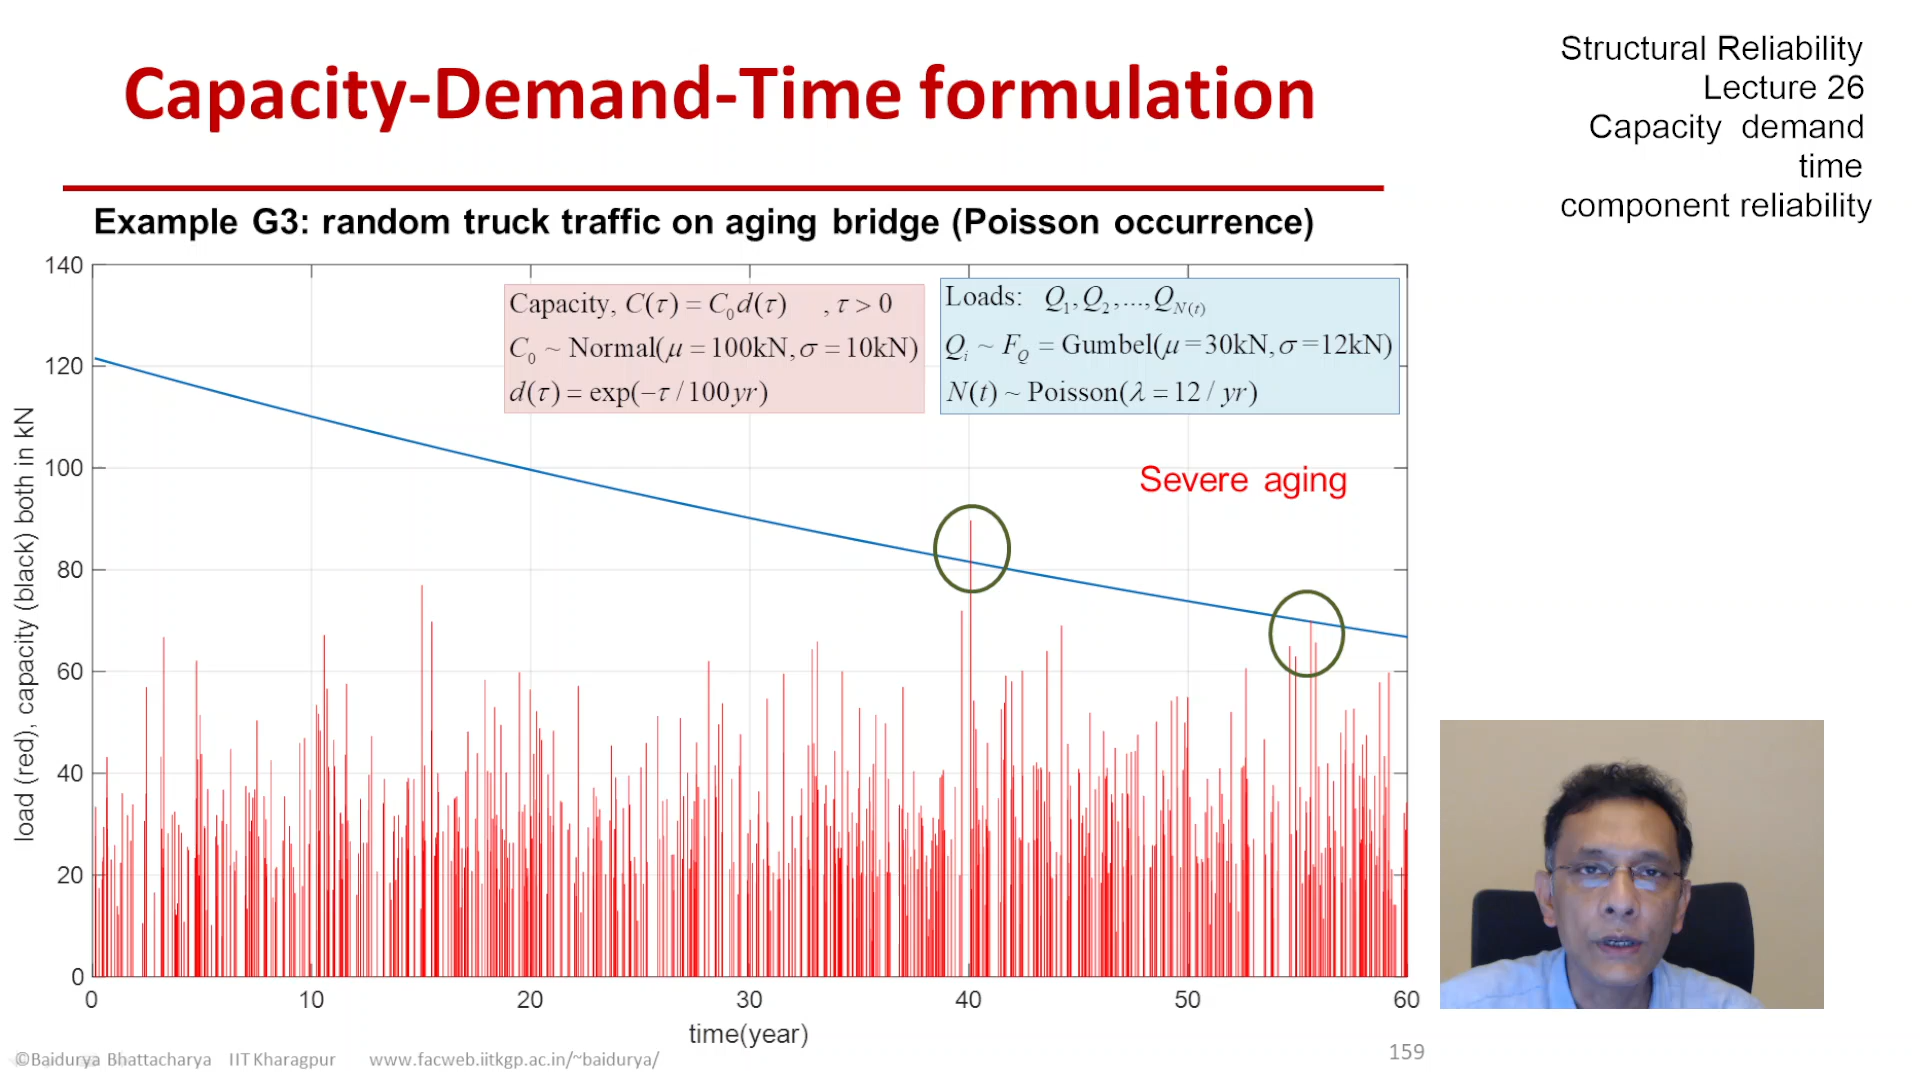 Capacity-Demand-Time formulation
Structural Reliability
Lecture 26
Capacity demand
time
component reliability
Example G3: random truck traffic on aging bridge (Poisson occurrence)
load (red), capacity (black) both in kN
140
120
100
80
60
40
20
0
Capacity, C(τ) = C₀d(τ) , τ > 0
C₀ ~ Normal(μ = 100kN, σ = 10kN)
d(τ) = exp(−τ / 100yr)
Loads: Q₁, Q₂, ..., Q_N(t)
Q_i ~ F_Q = Gumbel(μ = 30kN, σ = 12kN)
N(t) ~ Poisson(λ = 12 / yr)
Severe aging
0 10 20 30 40 50 60
time(year)
©Baidurya Bhattacharya IIT Kharagpur www.facweb.iitkgp.ac.in/~baidurya/
159